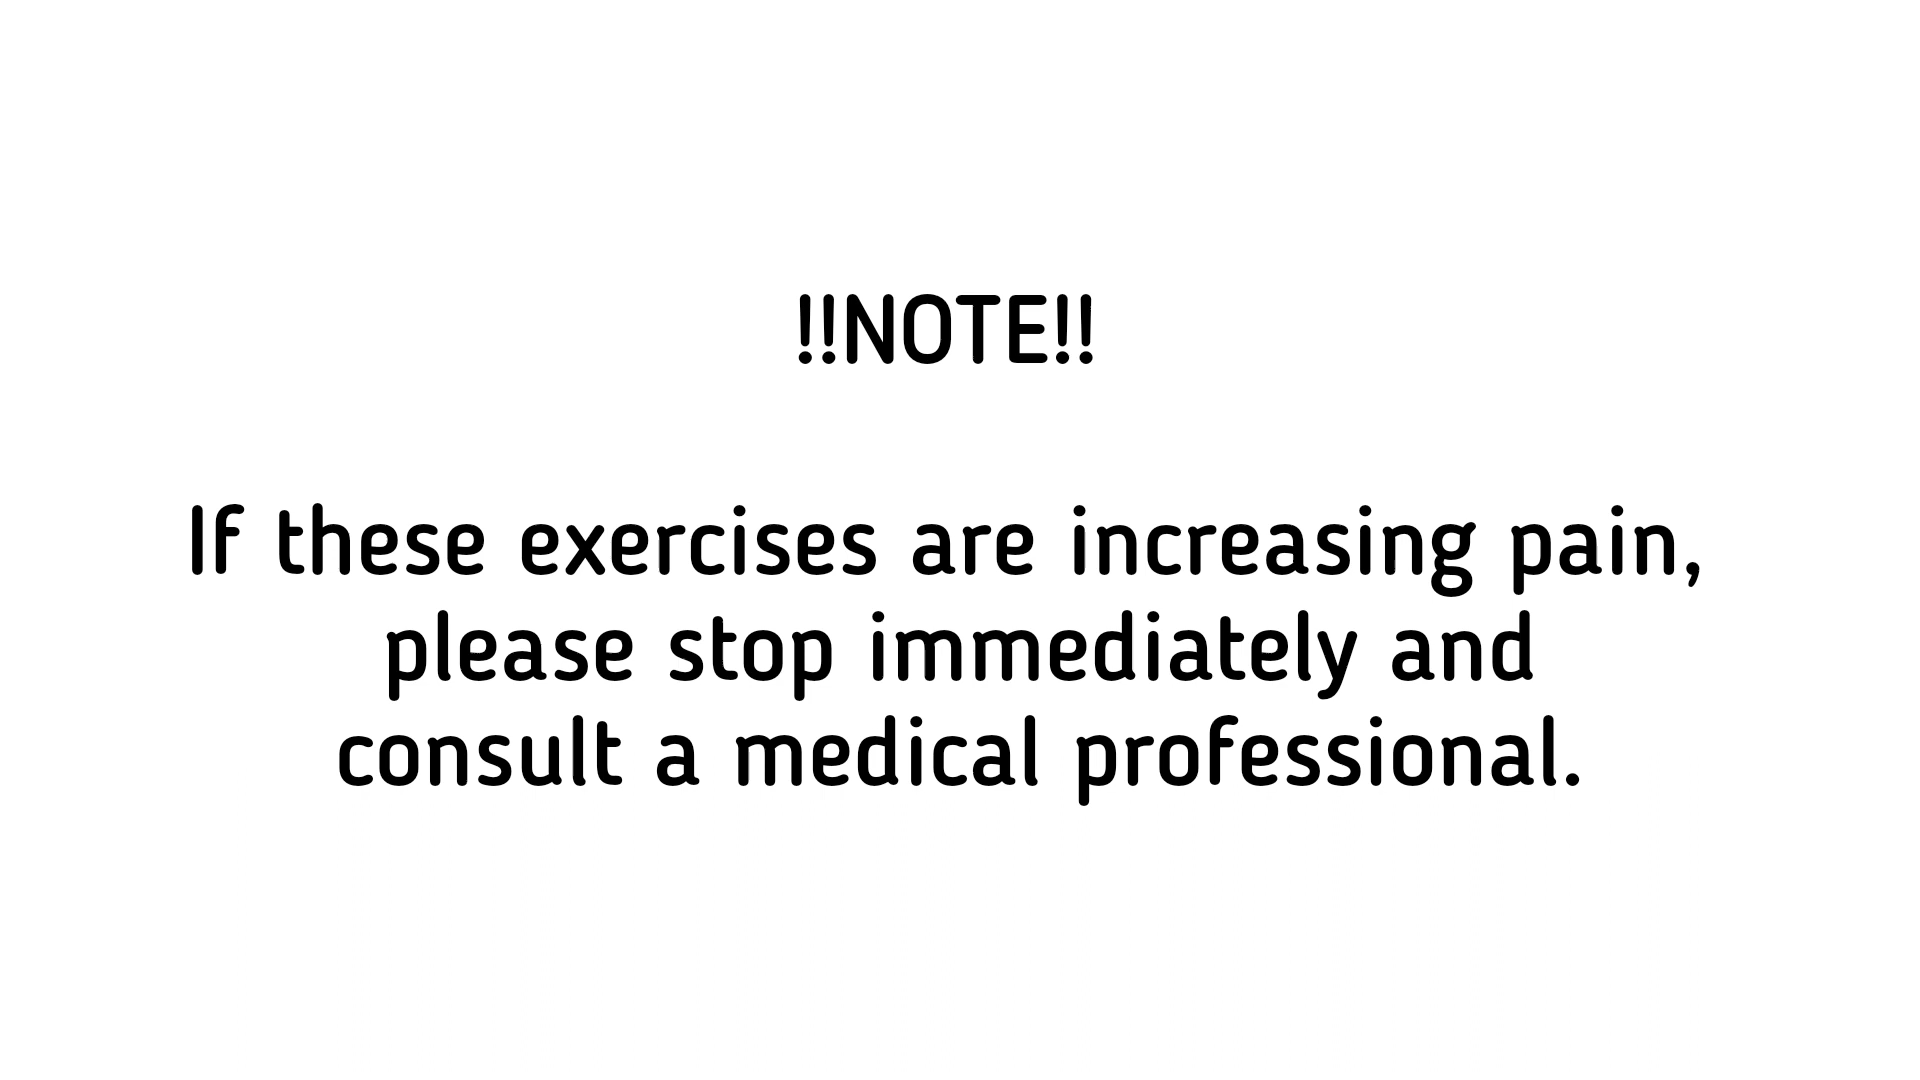 !!NOTE!!
If these exercises are increasing pain,
please stop immediately and
consult a medical professional.